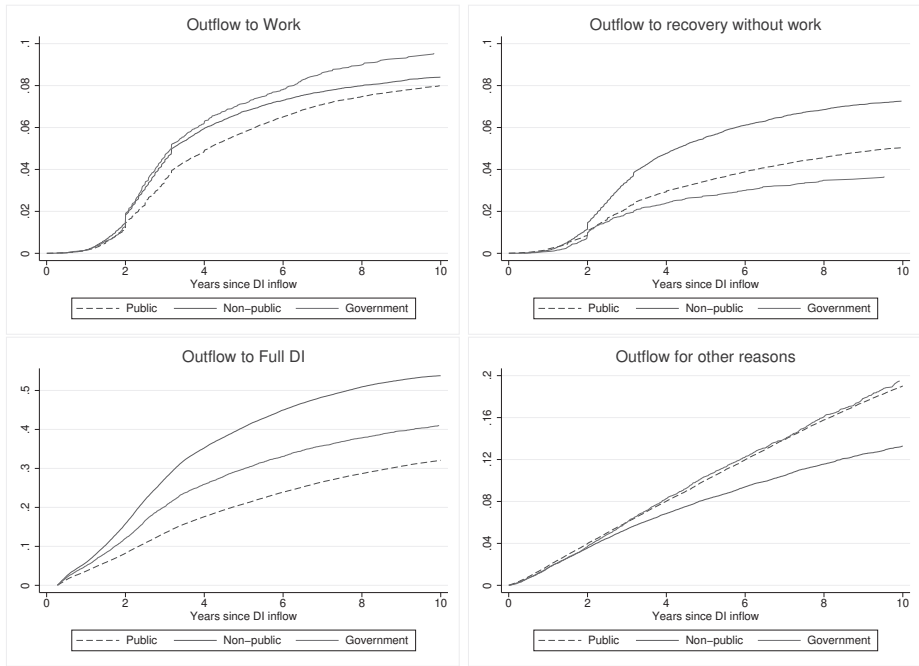 Outflow to Work
0 .02 .04 .06 .08 .1
0 2 4 6 8 10
Years since DI inflow
Public Non−public Government
Outflow to recovery without work
0 .02 .04 .06 .08 .1
0 2 4 6 8 10
Years since DI inflow
Public Non−public Government
Outflow to Full DI
0 .1 .2 .3 .4 .5
0 2 4 6 8 10
Years since DI inflow
Public Non−public Government
Outflow for other reasons
0 .04 .08 .12 .16 .2
0 2 4 6 8 10
Years since DI inflow
Public Non−public Government